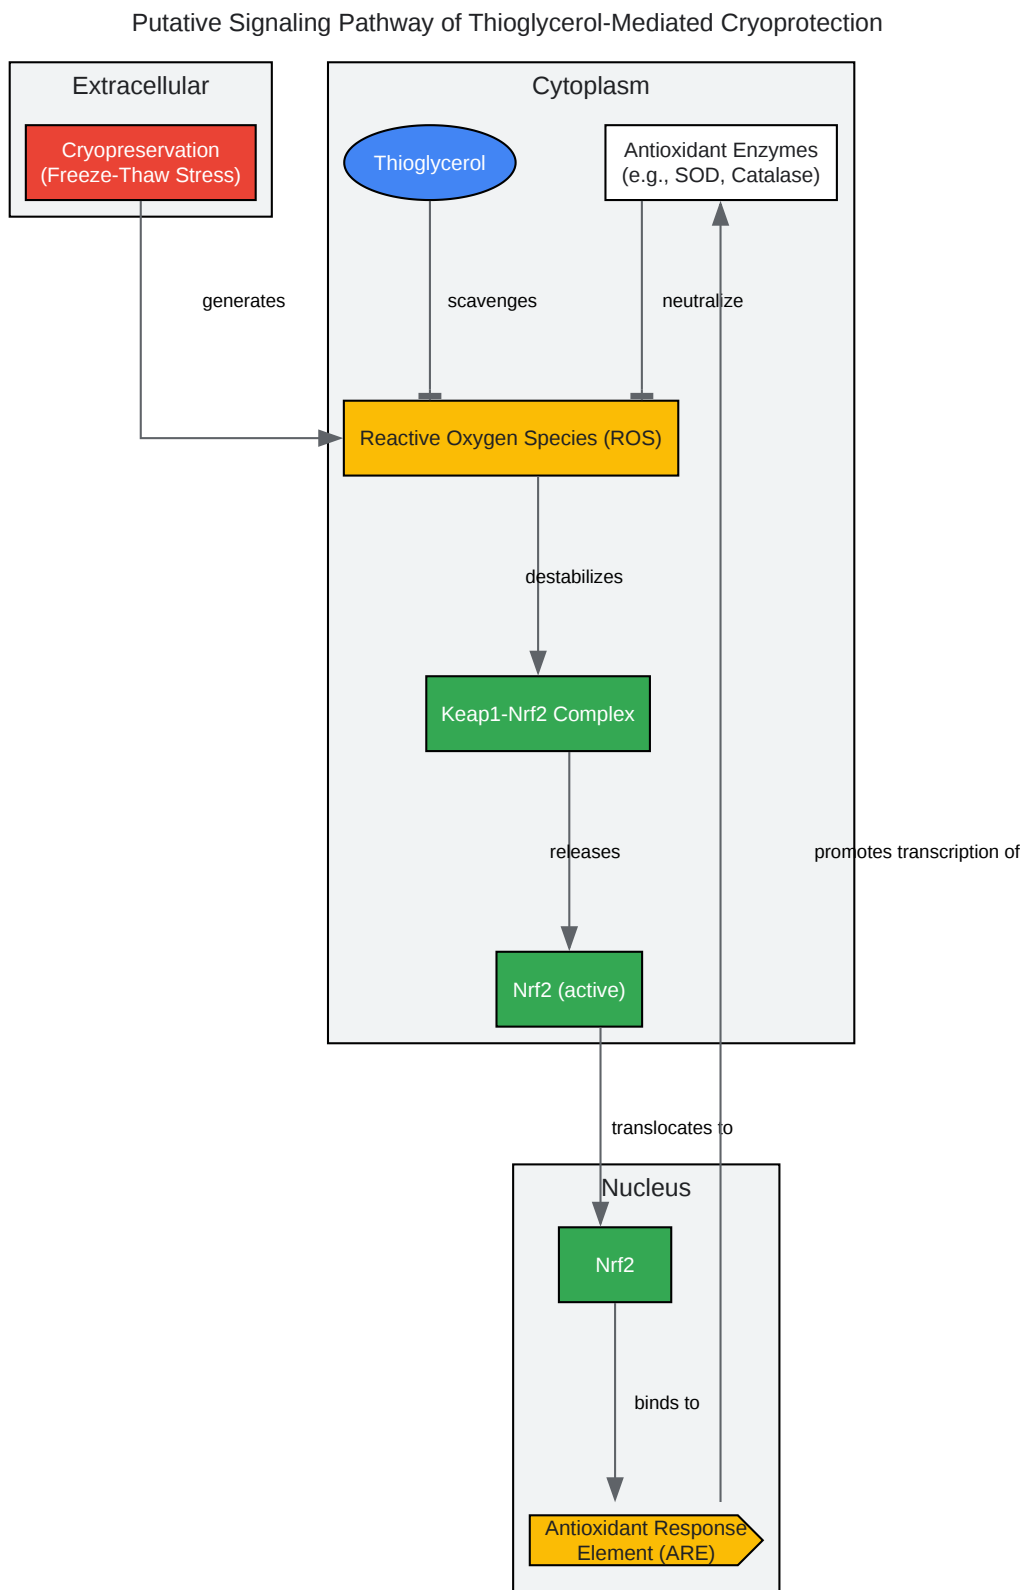 Putative Signaling Pathway of Thioglycerol-Mediated Cryoprotection
Extracellular
Cytoplasm
Cryopreservation
(Freeze-Thaw Stress)
Thioglycerol
Antioxidant Enzymes
(e.g., SOD, Catalase)
generates
scavenges
neutralize
Reactive Oxygen Species (ROS)
destabilizes
Keap1-Nrf2 Complex
releases
promotes transcription of
Nrf2 (active)
translocates to
Nucleus
Nrf2
binds to
Antioxidant Response
Element (ARE)